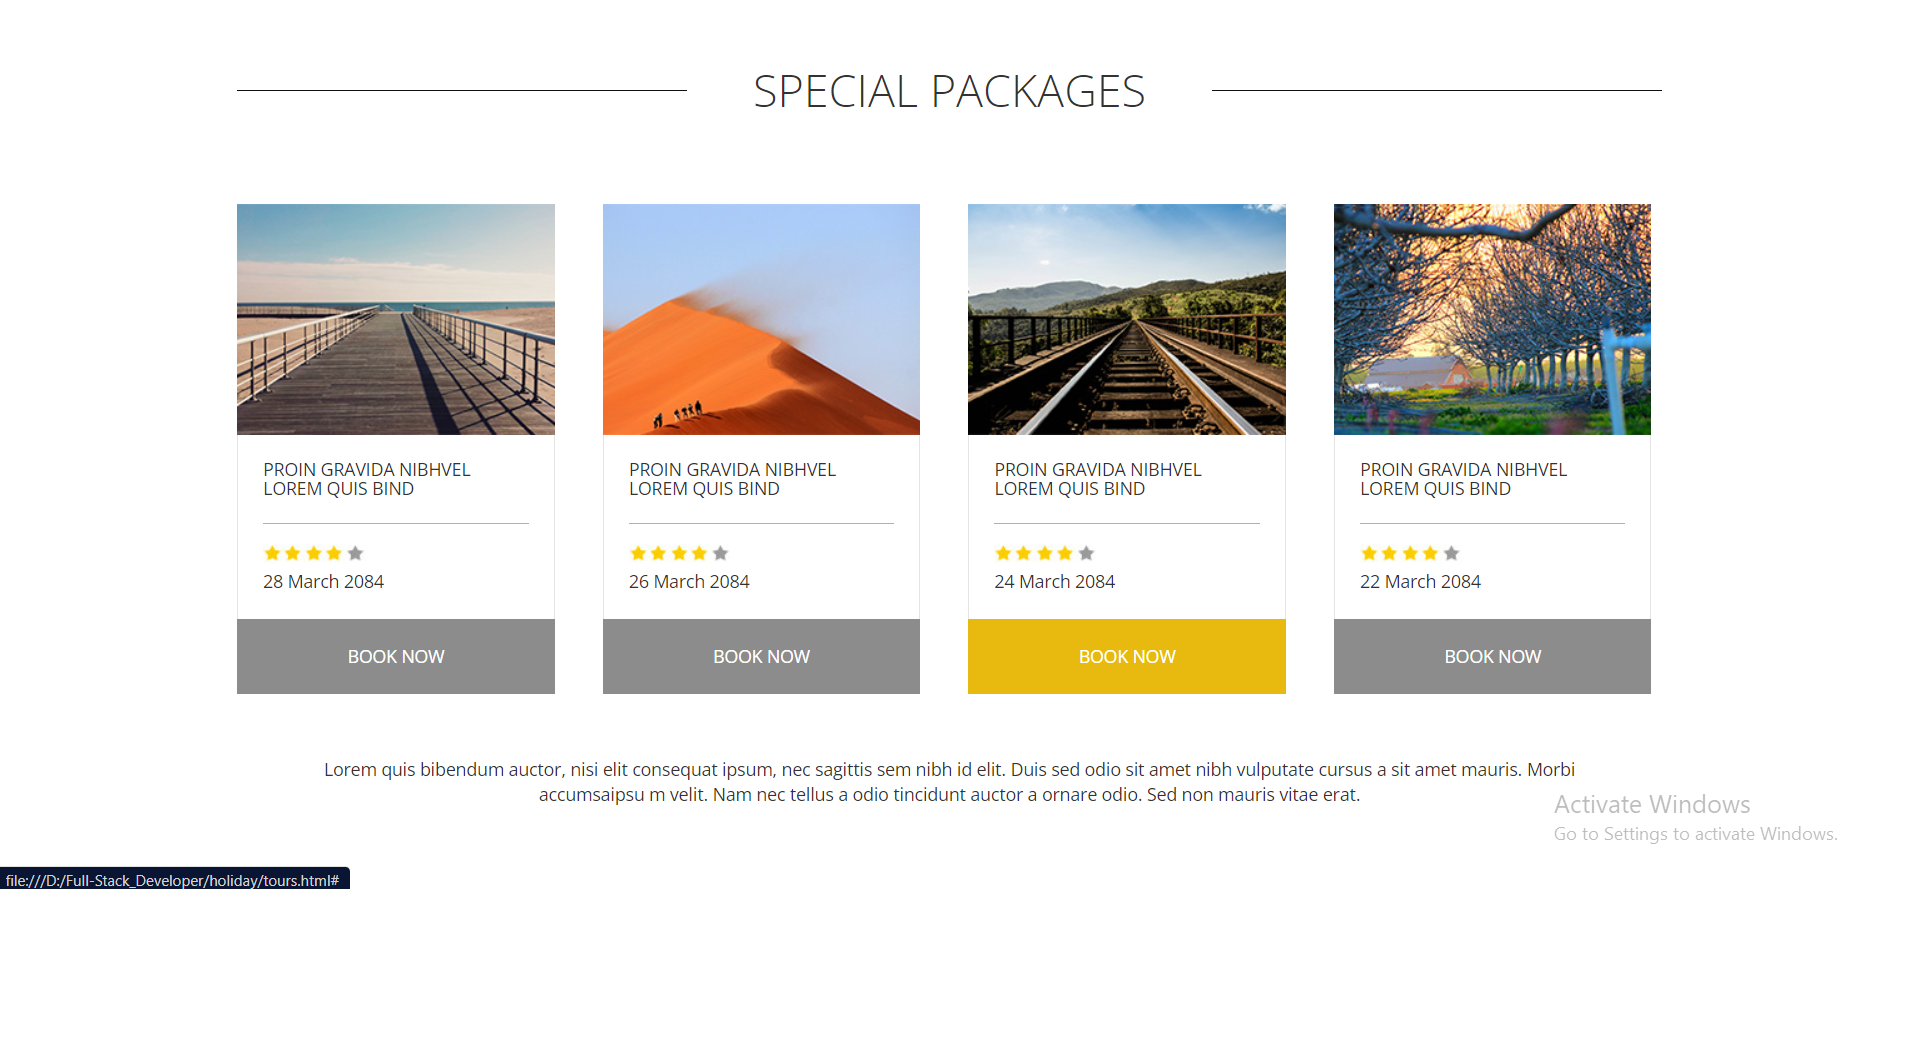 SPECIAL PACKAGES
PROIN GRAVIDA NIBHVEL
LOREM QUIS BIND
28 March 2084
BOOK NOW
PROIN GRAVIDA NIBHVEL
LOREM QUIS BIND
26 March 2084
BOOK NOW
PROIN GRAVIDA NIBHVEL
LOREM QUIS BIND
24 March 2084
BOOK NOW
PROIN GRAVIDA NIBHVEL
LOREM QUIS BIND
22 March 2084
BOOK NOW
Lorem quis bibendum auctor, nisi elit consequat ipsum, nec sagittis sem nibh id elit. Duis sed odio sit amet nibh vulputate cursus a sit amet mauris. Morbi
accumsaipsu m velit. Nam nec tellus a odio tincidunt auctor a ornare odio. Sed non mauris vitae erat.
Activate Windows
Go to Settings to activate Windows.
file:///D:/Full-Stack_Developer/holiday/tours.html#